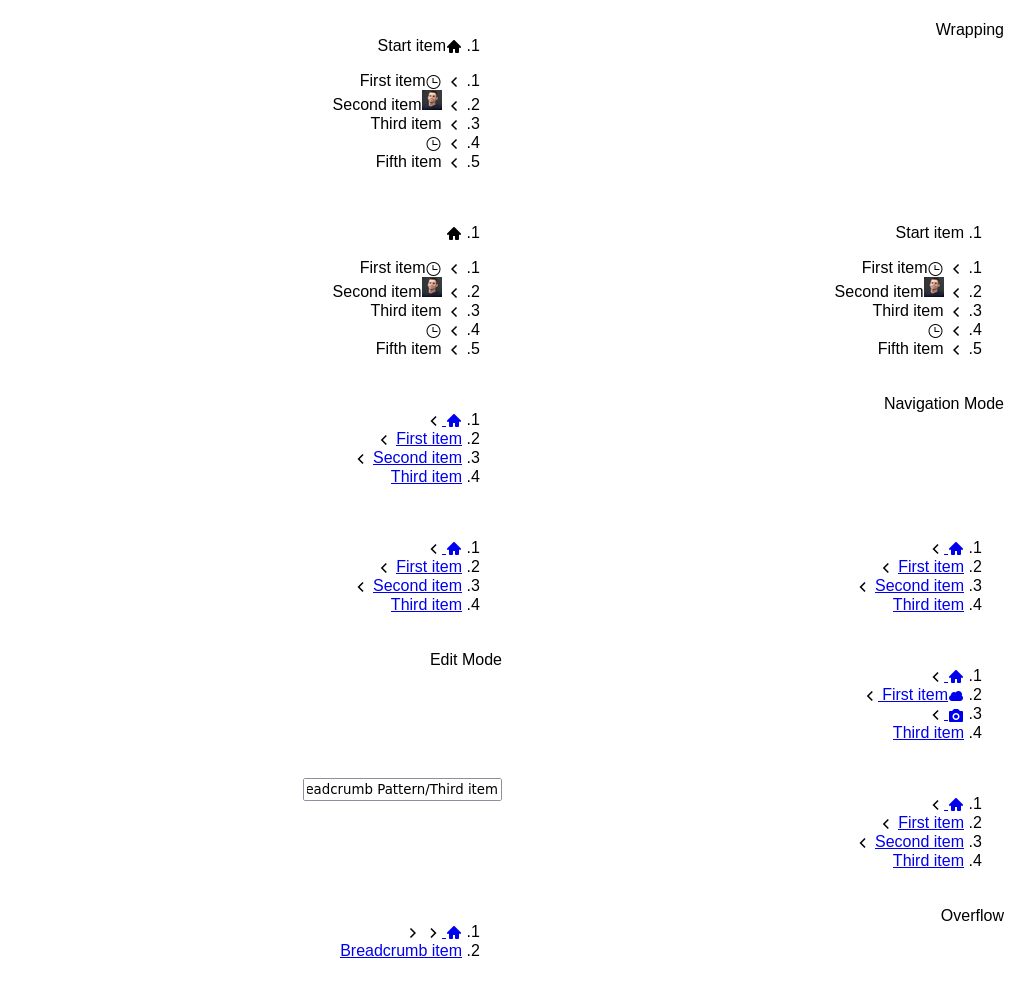 Wrapping
1. Start item
1. First item
2. Second item
3. Third item
4.
5. Fifth item
1. Start item
1. First item
2. Second item
3. Third item
4.
5. Fifth item
1.
1. First item
2. Second item
3. Third item
4.
5. Fifth item
Navigation Mode
1.
2. First item
3. Second item
4. Third item
1.
2. First item
3. Second item
4. Third item
1.
2. First item
3. Second item
4. Third item
1.
2. First item
3.
4. Third item
Edit Mode
1.
2. First item
3. Second item
4. Third item
eadcrumb Pattern/Third item
Overflow
1.
2. Breadcrumb item